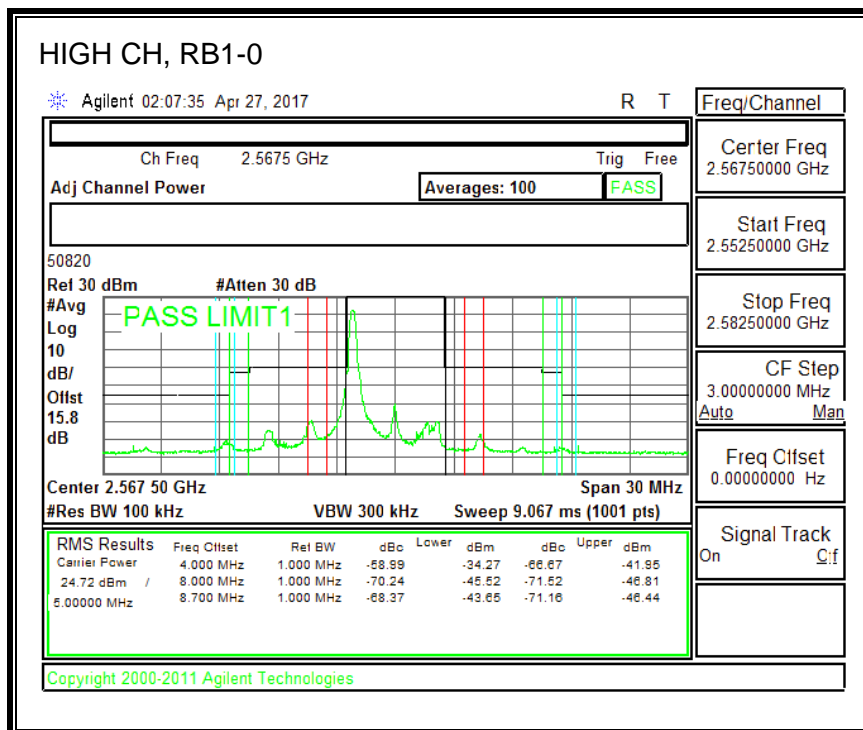 HIGH CH, RB1-0
Agilent 02:07:35 Apr 27, 2017 R T
Freq/Channel
Ch Freq 2.5675 GHz Trig Free
Adj Channel Power Averages: 100 PASS
Center Freq
2.56750000 GHz
Start Freq
2.55250000 GHz
Stop Freq
2.58250000 GHz
CF Step
3.00000000 MHz
Auto Man
Freq Offset
0.00000000 Hz
Signal Track
On Off
50820
Ref 30 dBm #Atten 30 dB
#Avg
Log
10
dB/
Offst
15.8
dB
PASS LIMIT1
Center 2.567 50 GHz Span 30 MHz
#Res BW 100 kHz VBW 300 kHz Sweep 9.067 ms (1001 pts)
RMS Results Freq Offset Ref BW dBc Lower dBm dBc Upper dBm
Carrier Power 4.000 MHz 1.000 MHz -58.99 -34.27 -66.67 -41.95
24.72 dBm / 8.000 MHz 1.000 MHz -70.24 -45.52 -71.52 -46.81
5.00000 MHz 8.700 MHz 1.000 MHz -68.37 -43.65 -71.16 -46.44
Copyright 2000-2011 Agilent Technologies